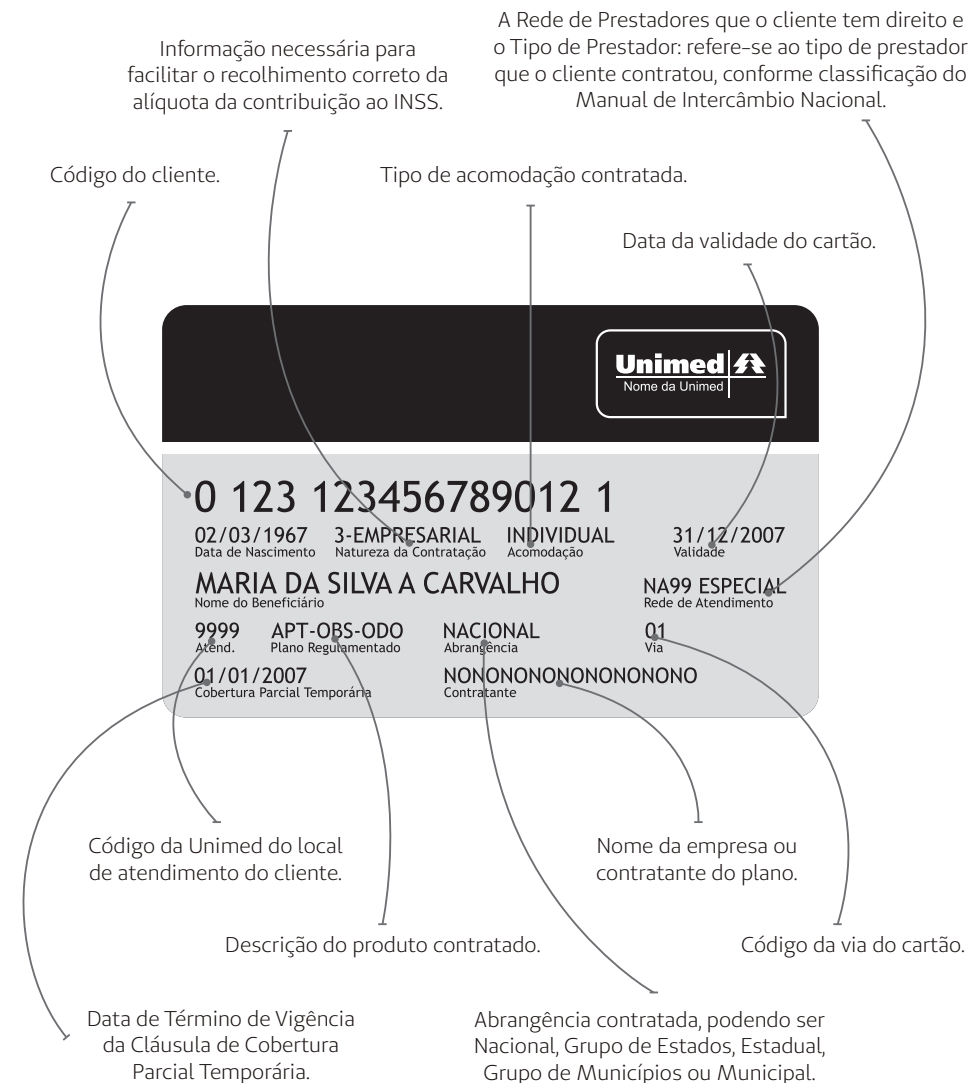 A Rede de Prestadores que o cliente tem direito e
o Tipo de Prestador: refere-se ao tipo de prestador
que o cliente contratou, conforme classificação do
Manual de Intercâmbio Nacional.
Informação necessária para
facilitar o recolhimento correto da
alíquota da contribuição ao INSS.
Código do cliente.
Tipo de acomodação contratada.
Data da validade do cartão.
Unimed
Nome da Unimed
0 123 123456789012 1
02/03/1967 3-EMPRESARIAL INDIVIDUAL 31/12/2007
Data de Nascimento Natureza da Contratação Acomodação Validade
MARIA DA SILVA A CARVALHO NA99 ESPECIAL
Nome do Beneficiário Rede de Atendimento
9999 APT-OBS-ODO NACIONAL 01
Atend. Plano Regulamentado Abrangência Via
01/01/2007 NONONONONONONONONO
Cobertura Parcial Temporária Contratante
Código da Unimed do local
de atendimento do cliente.
Nome da empresa ou
contratante do plano.
Descrição do produto contratado.
Código da via do cartão.
Data de Término de Vigência
da Cláusula de Cobertura
Parcial Temporária.
Abrangência contratada, podendo ser
Nacional, Grupo de Estados, Estadual,
Grupo de Municípios ou Municipal.